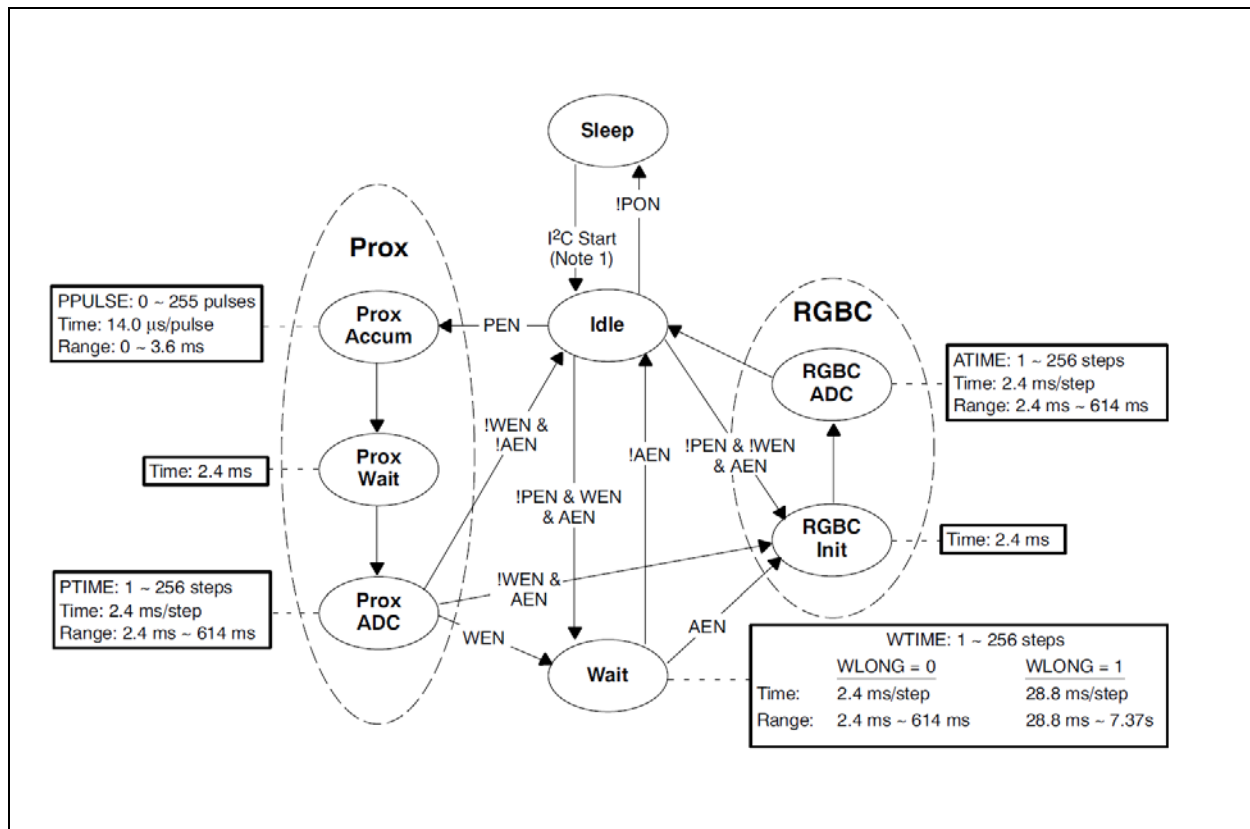 Sleep
!PON
I²C Start
(Note 1)
Prox
PPULSE: 0 ~ 255 pulses
Time: 14.0 μs/pulse
Range: 0 ~ 3.6 ms
Prox
Accum
PEN
Idle
RGBC
RGBC
ADC
ATIME: 1 ~ 256 steps
Time: 2.4 ms/step
Range: 2.4 ms ~ 614 ms
!WEN &
!AEN
!AEN
!PEN & !WEN
& AEN
Time: 2.4 ms
Prox
Wait
!PEN & WEN
& AEN
RGBC
Init
Time: 2.4 ms
PTIME: 1 ~ 256 steps
Time: 2.4 ms/step
Range: 2.4 ms ~ 614 ms
Prox
ADC
!WEN &
AEN
WEN
AEN
Wait
WTIME: 1 ~ 256 steps
WLONG = 0 WLONG = 1
Time: 2.4 ms/step 28.8 ms/step
Range: 2.4 ms ~ 614 ms 28.8 ms ~ 7.37s